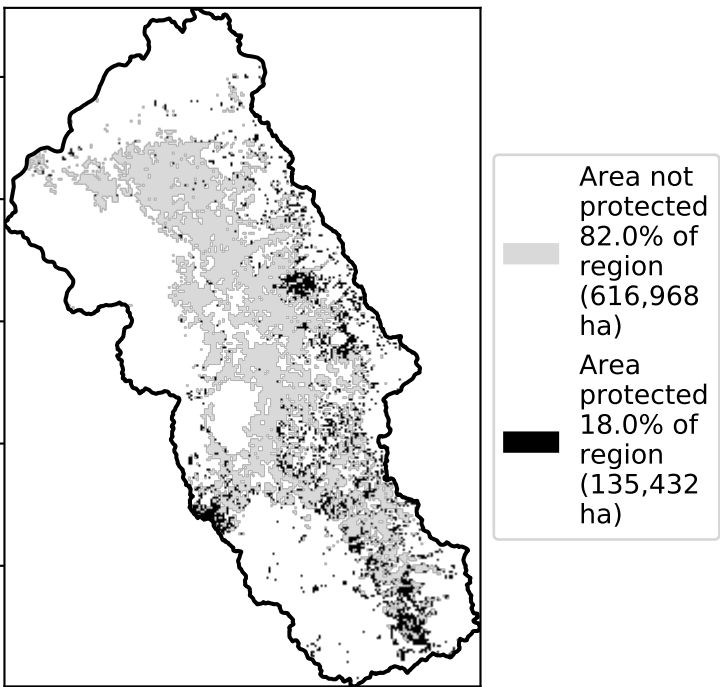 Area not
protected
82.0% of
region
(616,968
ha)
Area
protected
18.0% of
region
(135,432
ha)